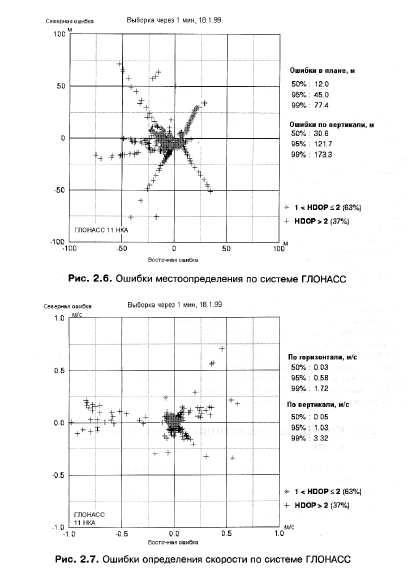 Северная ошибка
Выборка через 1 мин, 18.1.99
м
100
50
0
-50
-100
-100
-50
0
50
100
м
ГЛОНАСС 11 НКА
Восточная ошибка
Ошибки в плане, м
50% : 12.0
95% : 45.0
99% : 77.4
Ошибки по вертикали, м
50% : 30.6
95% : 121.7
99% : 173.3
1 < HDOP ≤ 2 (63%)
HDOP > 2 (37%)
Рис. 2.6. Ошибки местоопределения по системе ГЛОНАСС
Северная ошибка
Выборка через 1 мин, 18.1.99
м/с
1.0
0.5
0.0
-0.5
-1.0
-1.0
-0.5
0.0
0.5
1.0
м/с
ГЛОНАСС
11 НКА
Восточная ошибка
По горизонтали, м/с
50% : 0.03
95% : 0.58
99% : 1.72
По вертикали, м/с
50% : 0.05
95% : 1.03
99% : 3.32
1 < HDOP ≤ 2 (63%)
HDOP > 2 (37%)
Рис. 2.7. Ошибки определения скорости по системе ГЛОНАСС